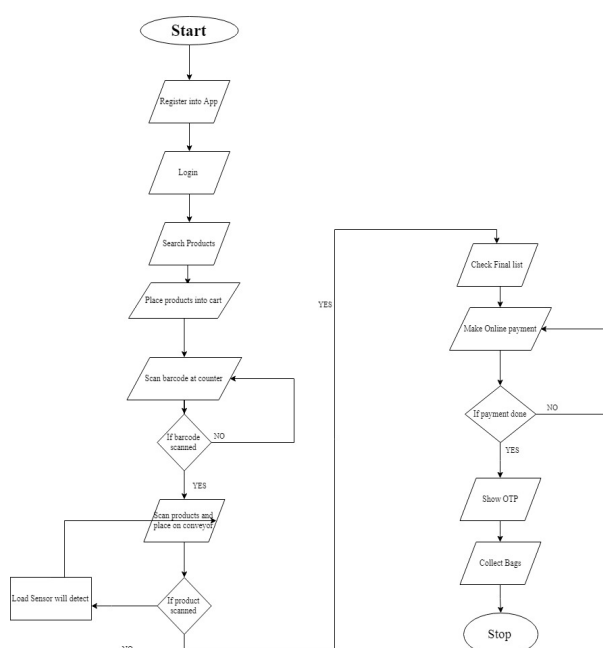 Start
Register into App
Login
Search Products
Place products into cart
Scan barcode at counter
If barcode
scanned
NO
YES
Scan products and
place on conveyor
Load Sensor will detect
If product
scanned
NO
YES
Check Final list
Make Online payment
If payment done
NO
YES
Show OTP
Collect Bags
Stop